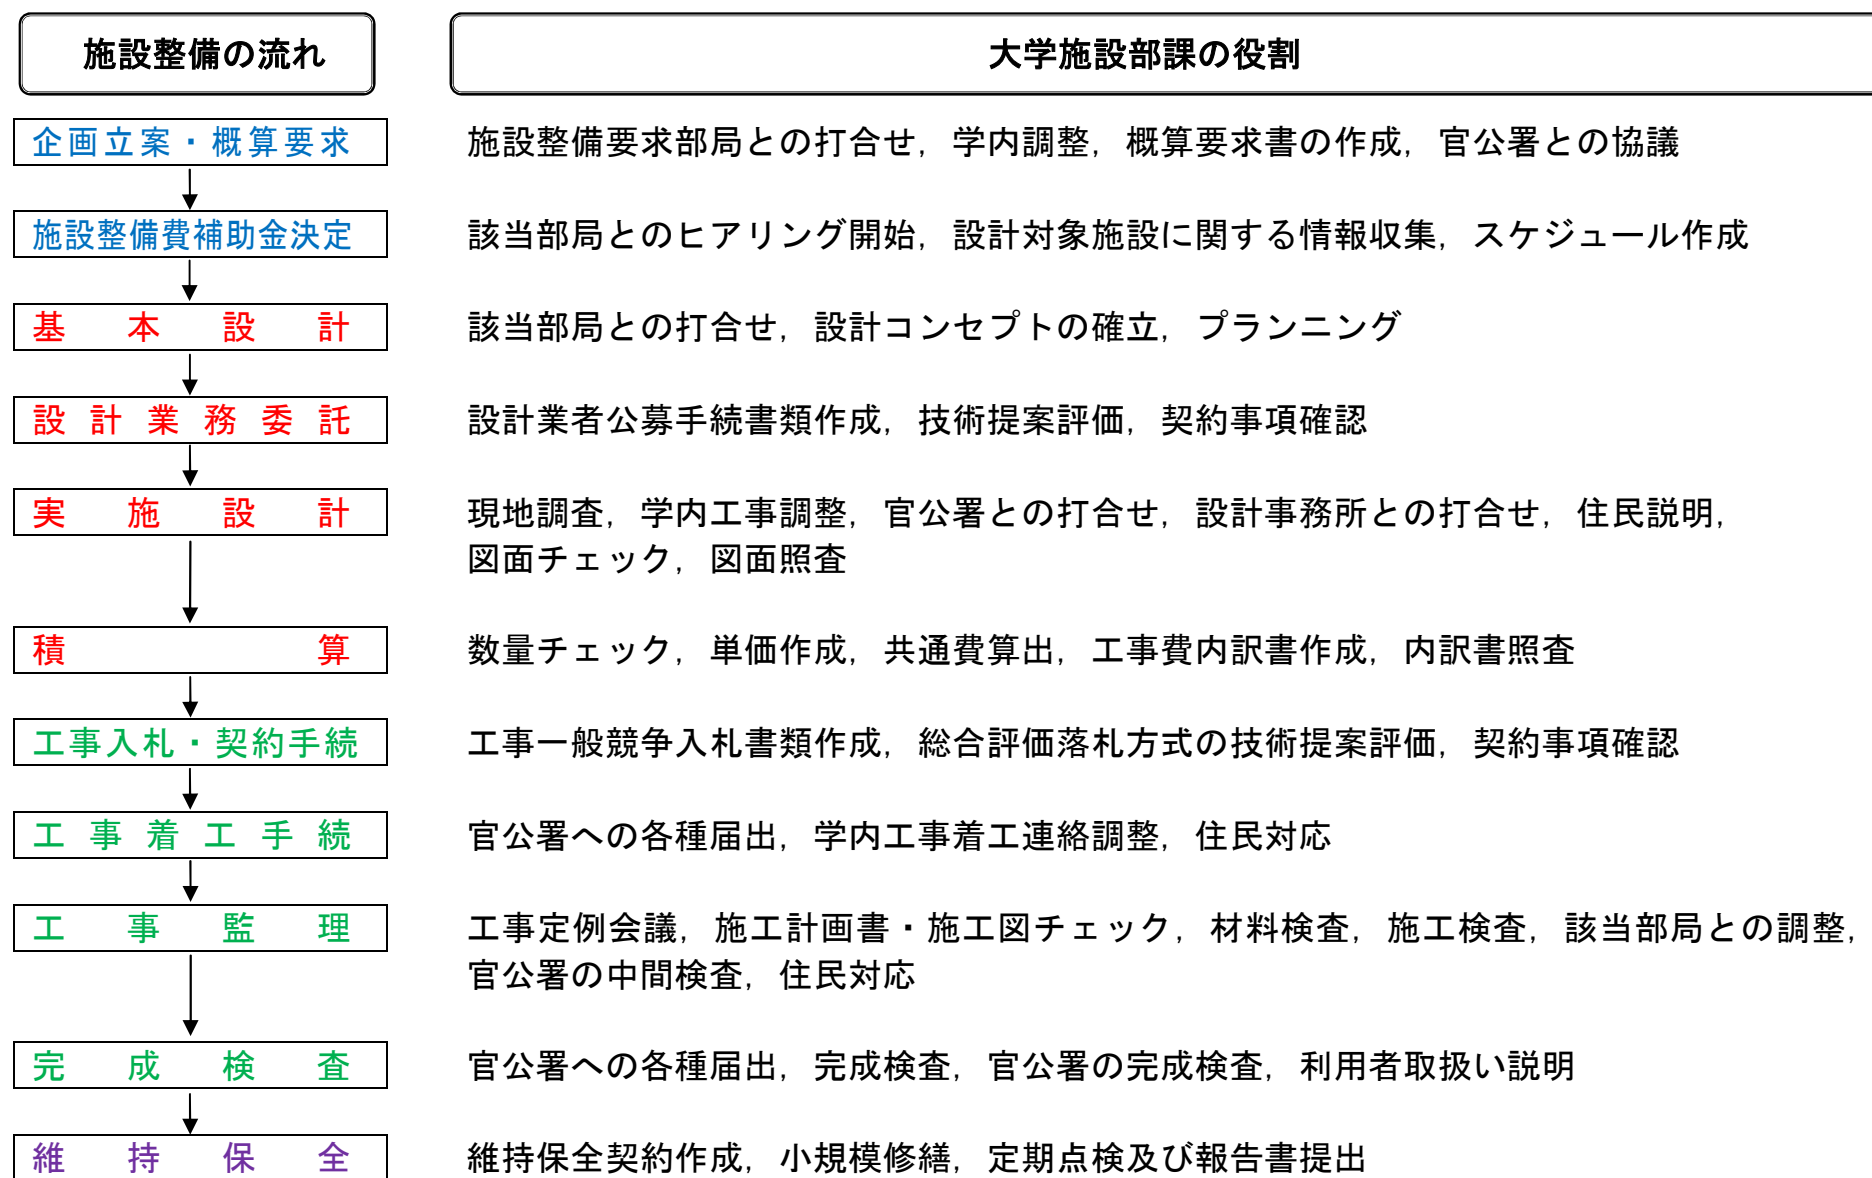 施設整備の流れ
大学施設部課の役割
企画立案・概算要求
施設整備要求部局との打合せ，学内調整，概算要求書の作成，官公署との協議
施設整備費補助金決定
該当部局とのヒアリング開始，設計対象施設に関する情報収集，スケジュール作成
基本設計
該当部局との打合せ，設計コンセプトの確立，プランニング
設計業務委託
設計業者公募手続書類作成，技術提案評価，契約事項確認
実施設計
現地調査，学内工事調整，官公署との打合せ，設計事務所との打合せ，住民説明，
図面チェック，図面照査
積算
数量チェック，単価作成，共通費算出，工事費内訳書作成，内訳書照査
工事入札・契約手続
工事一般競争入札書類作成，総合評価落札方式の技術提案評価，契約事項確認
工事着工手続
官公署への各種届出，学内工事着工連絡調整，住民対応
工事監理
工事定例会議，施工計画書・施工図チェック，材料検査，施工検査，該当部局との調整，
官公署の中間検査，住民対応
完成検査
官公署への各種届出，完成検査，官公署の完成検査，利用者取扱い説明
維持保全
維持保全契約作成，小規模修繕，定期点検及び報告書提出